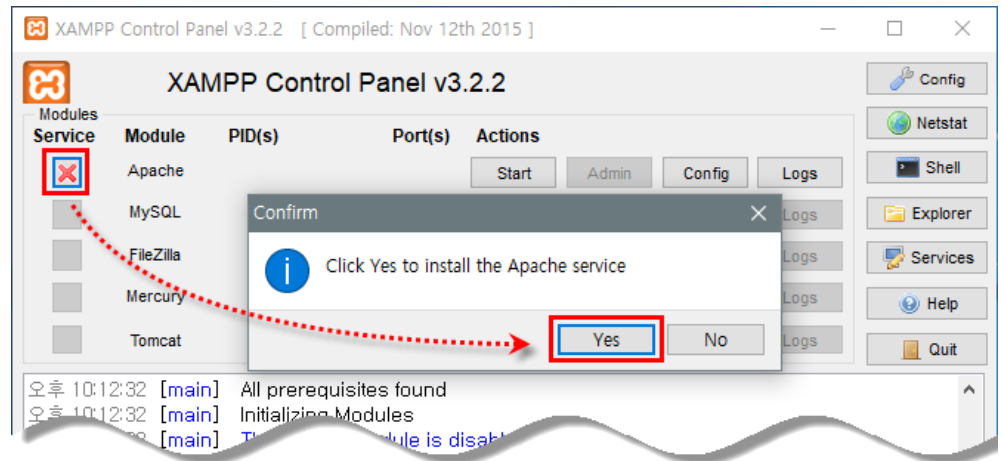 XAMPP Control Panel v3.2.2 [ Compiled: Nov 12th 2015 ]
XAMPP Control Panel v3.2.2
Config
Modules
Service Module PID(s) Port(s) Actions
Netstat
Apache Start Admin Config Logs
Shell
MySQL Logs
Explorer
Confirm
FileZilla Logs
Services
Click Yes to install the Apache service
Mercury Logs
Help
Yes No
Tomcat Logs
Quit
오후 10:12:32 [main] All prerequisites found
오후 10:12:32 [main] Initializing Modules
[main] is